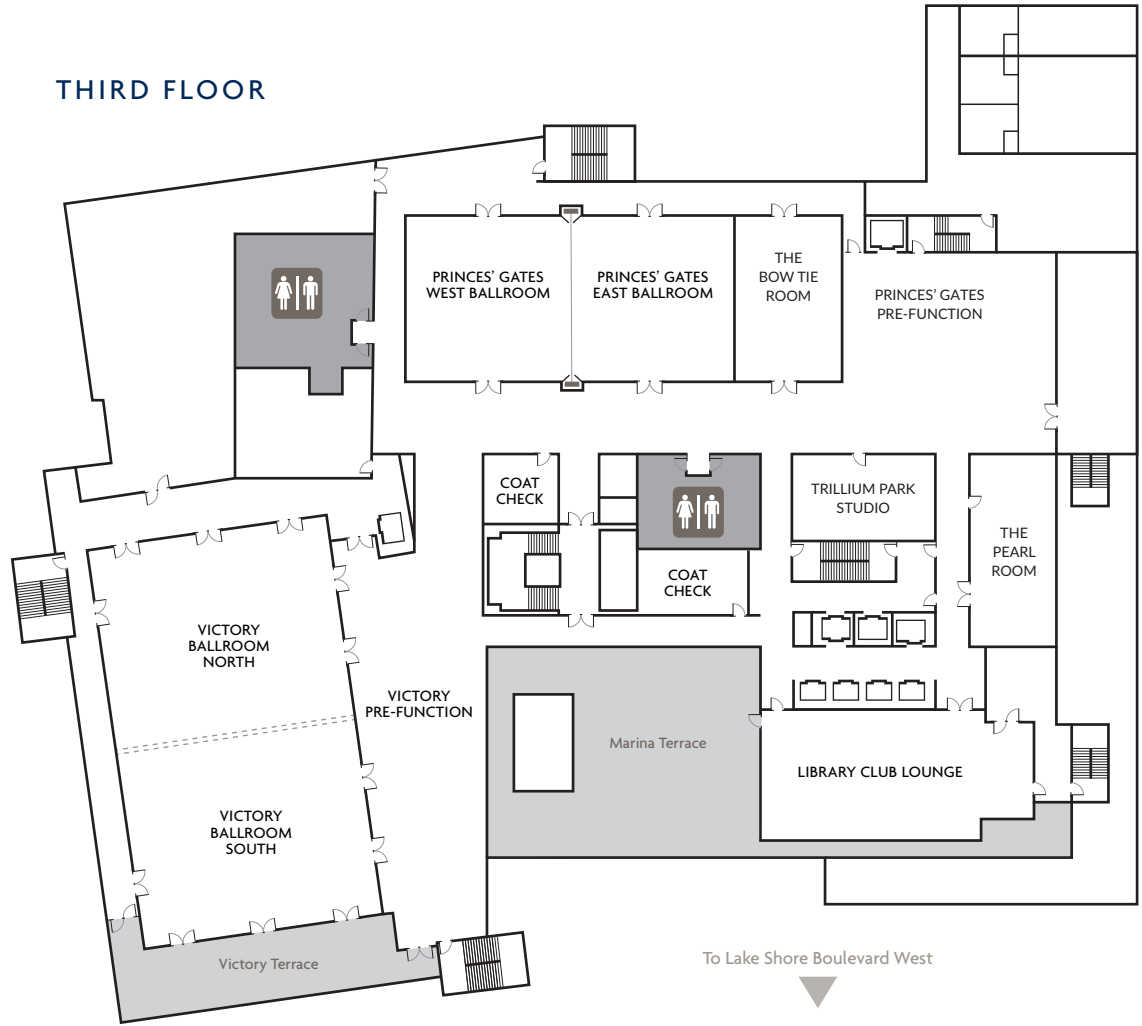 THIRD FLOOR
PRINCES’ GATES
WEST BALLROOM
PRINCES’ GATES
EAST BALLROOM
THE
BOW TIE
ROOM
PRINCES’ GATES
PRE-FUNCTION
COAT
CHECK
TRILLIUM PARK
STUDIO
THE
PEARL
ROOM
COAT
CHECK
VICTORY
BALLROOM
NORTH
VICTORY
PRE-FUNCTION
Marina Terrace
LIBRARY CLUB LOUNGE
VICTORY
BALLROOM
SOUTH
Victory Terrace
To Lake Shore Boulevard West